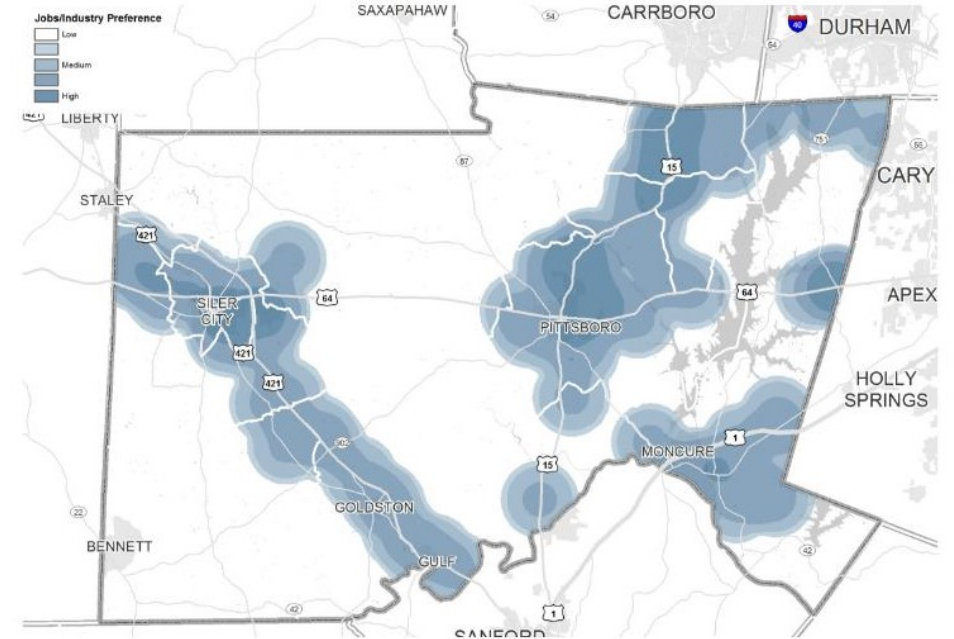 Jobs/Industry Preference
Low
Medium
High
SAXAPAHAW
54
CARRBORO
40
DURHAM
54
421
LIBERTY
87
15
751
55
CARY
STALEY
421
64
64
APEX
SILER
CITY
PITTSBORO
421
421
HOLLY
SPRINGS
902
1
MONCURE
15
GOLDSTON
22
BENNETT
GULF
42
42
1
SANFORD